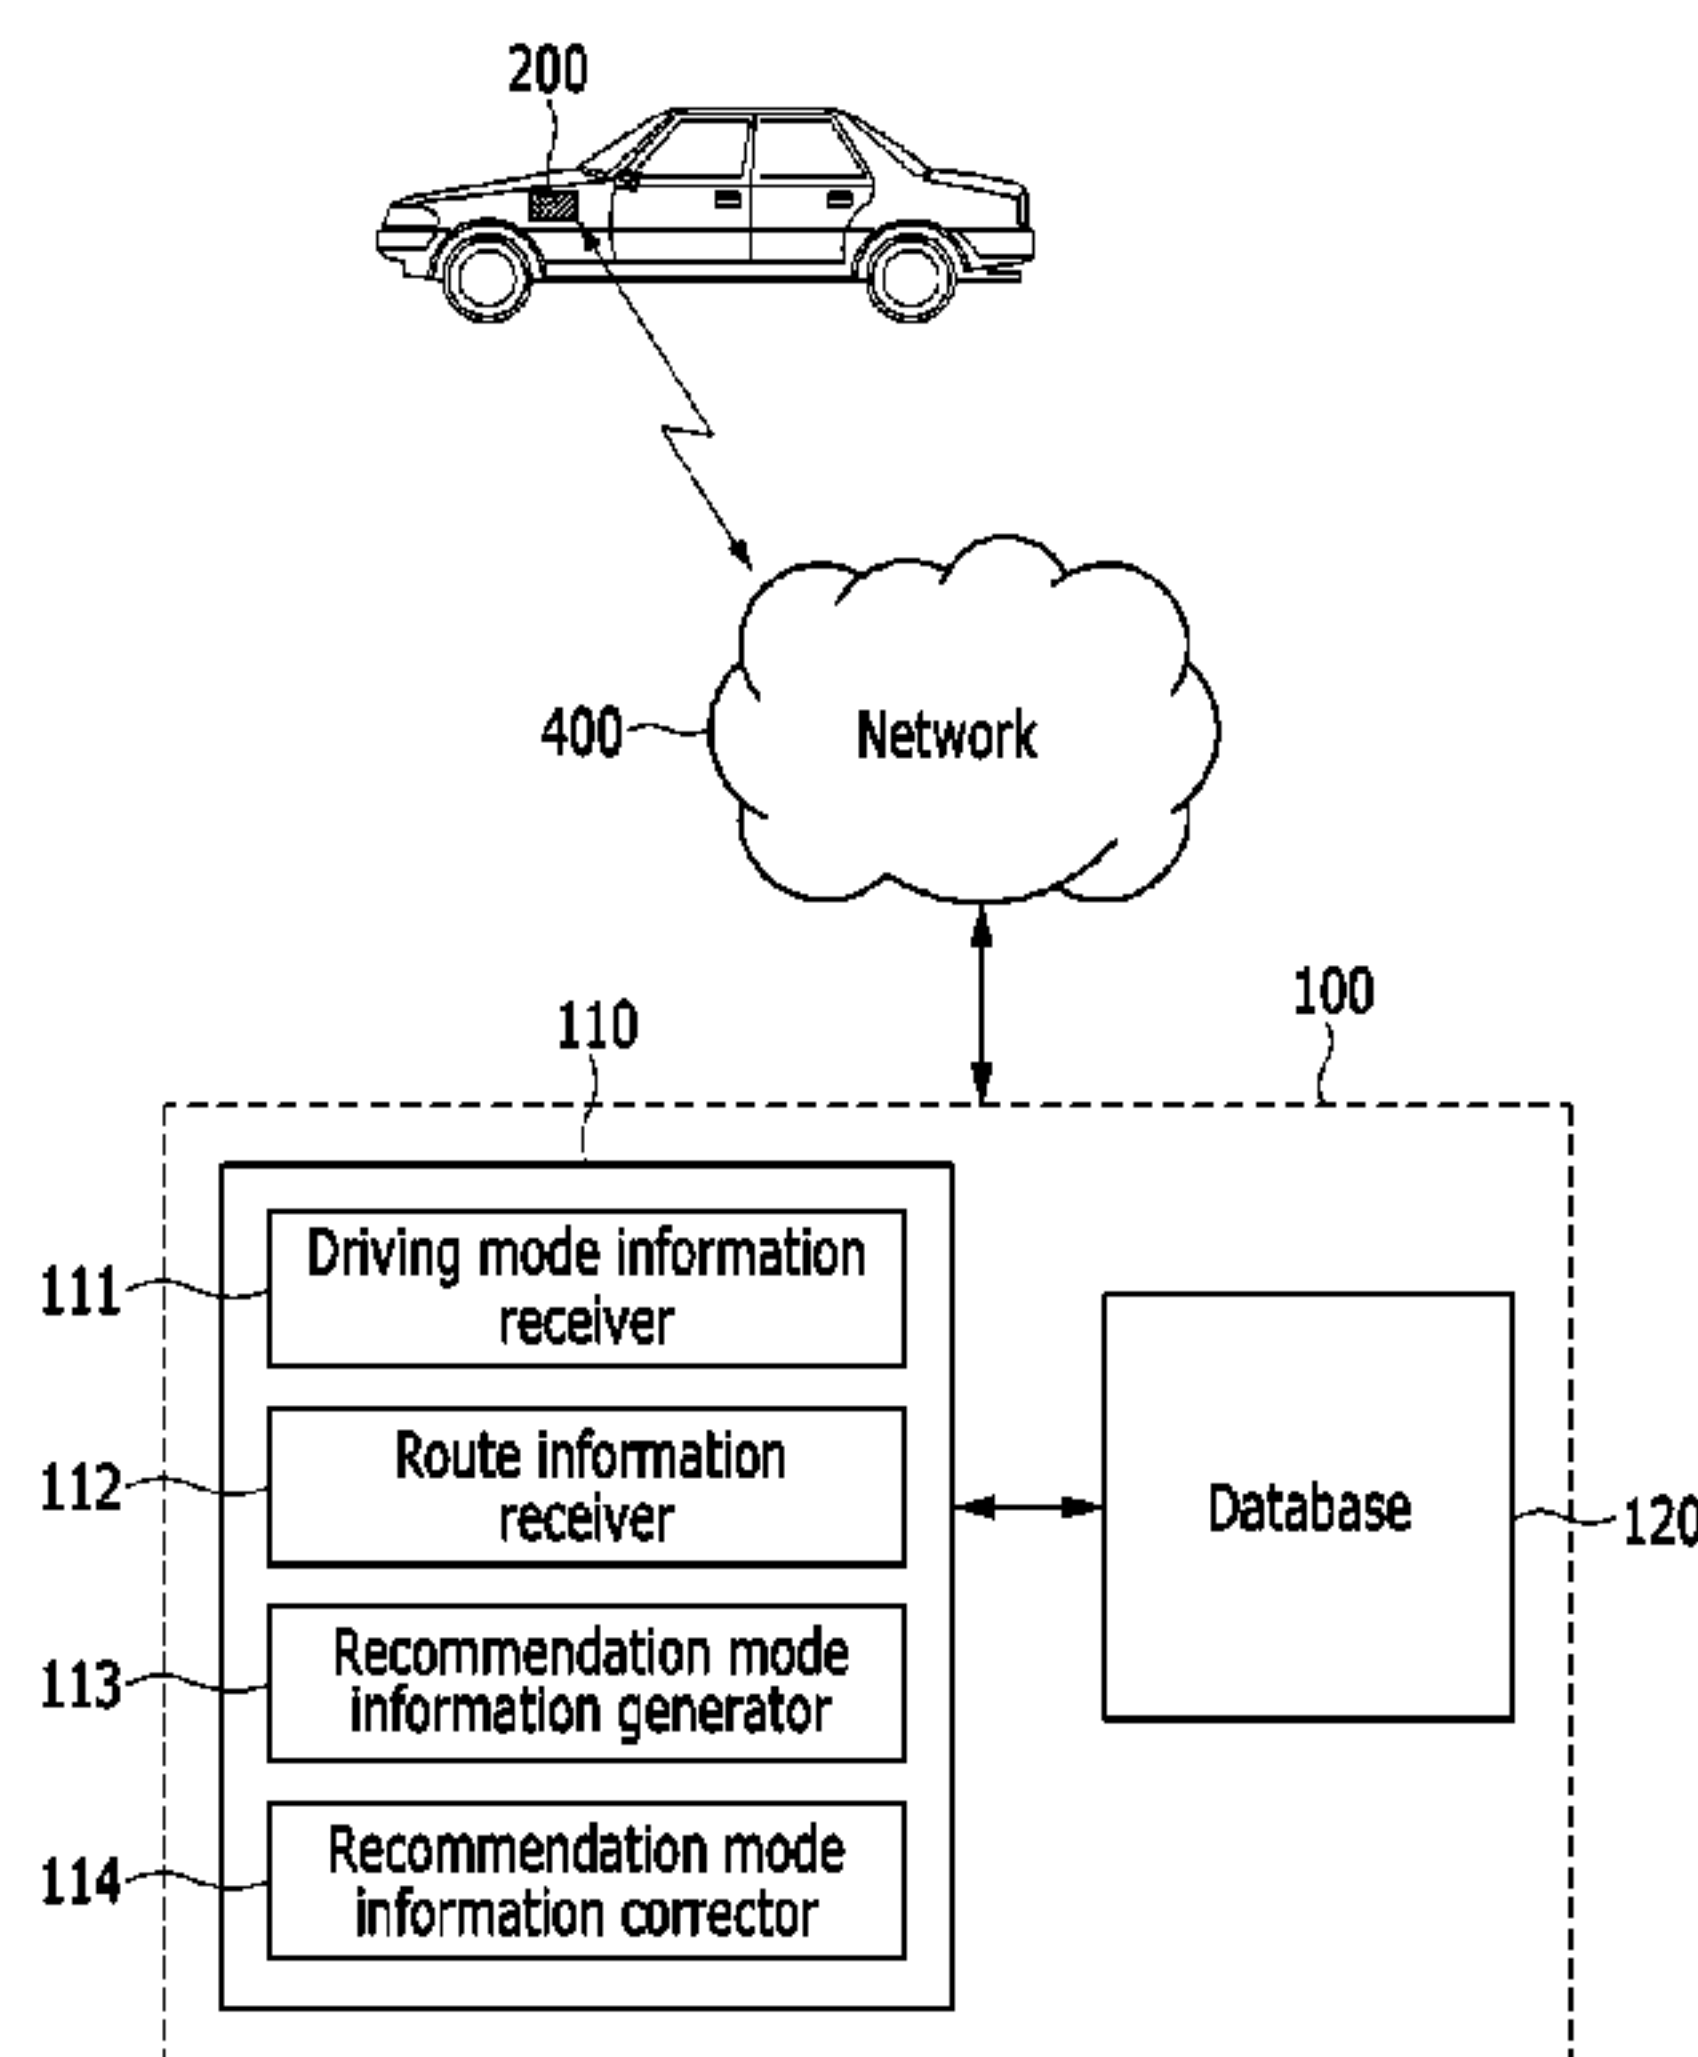 200
400
Network
100
110
111
Driving mode information
receiver
112
Route information
receiver
Database
120
113
Recommendation mode
information generator
114
Recommendation mode
information corrector